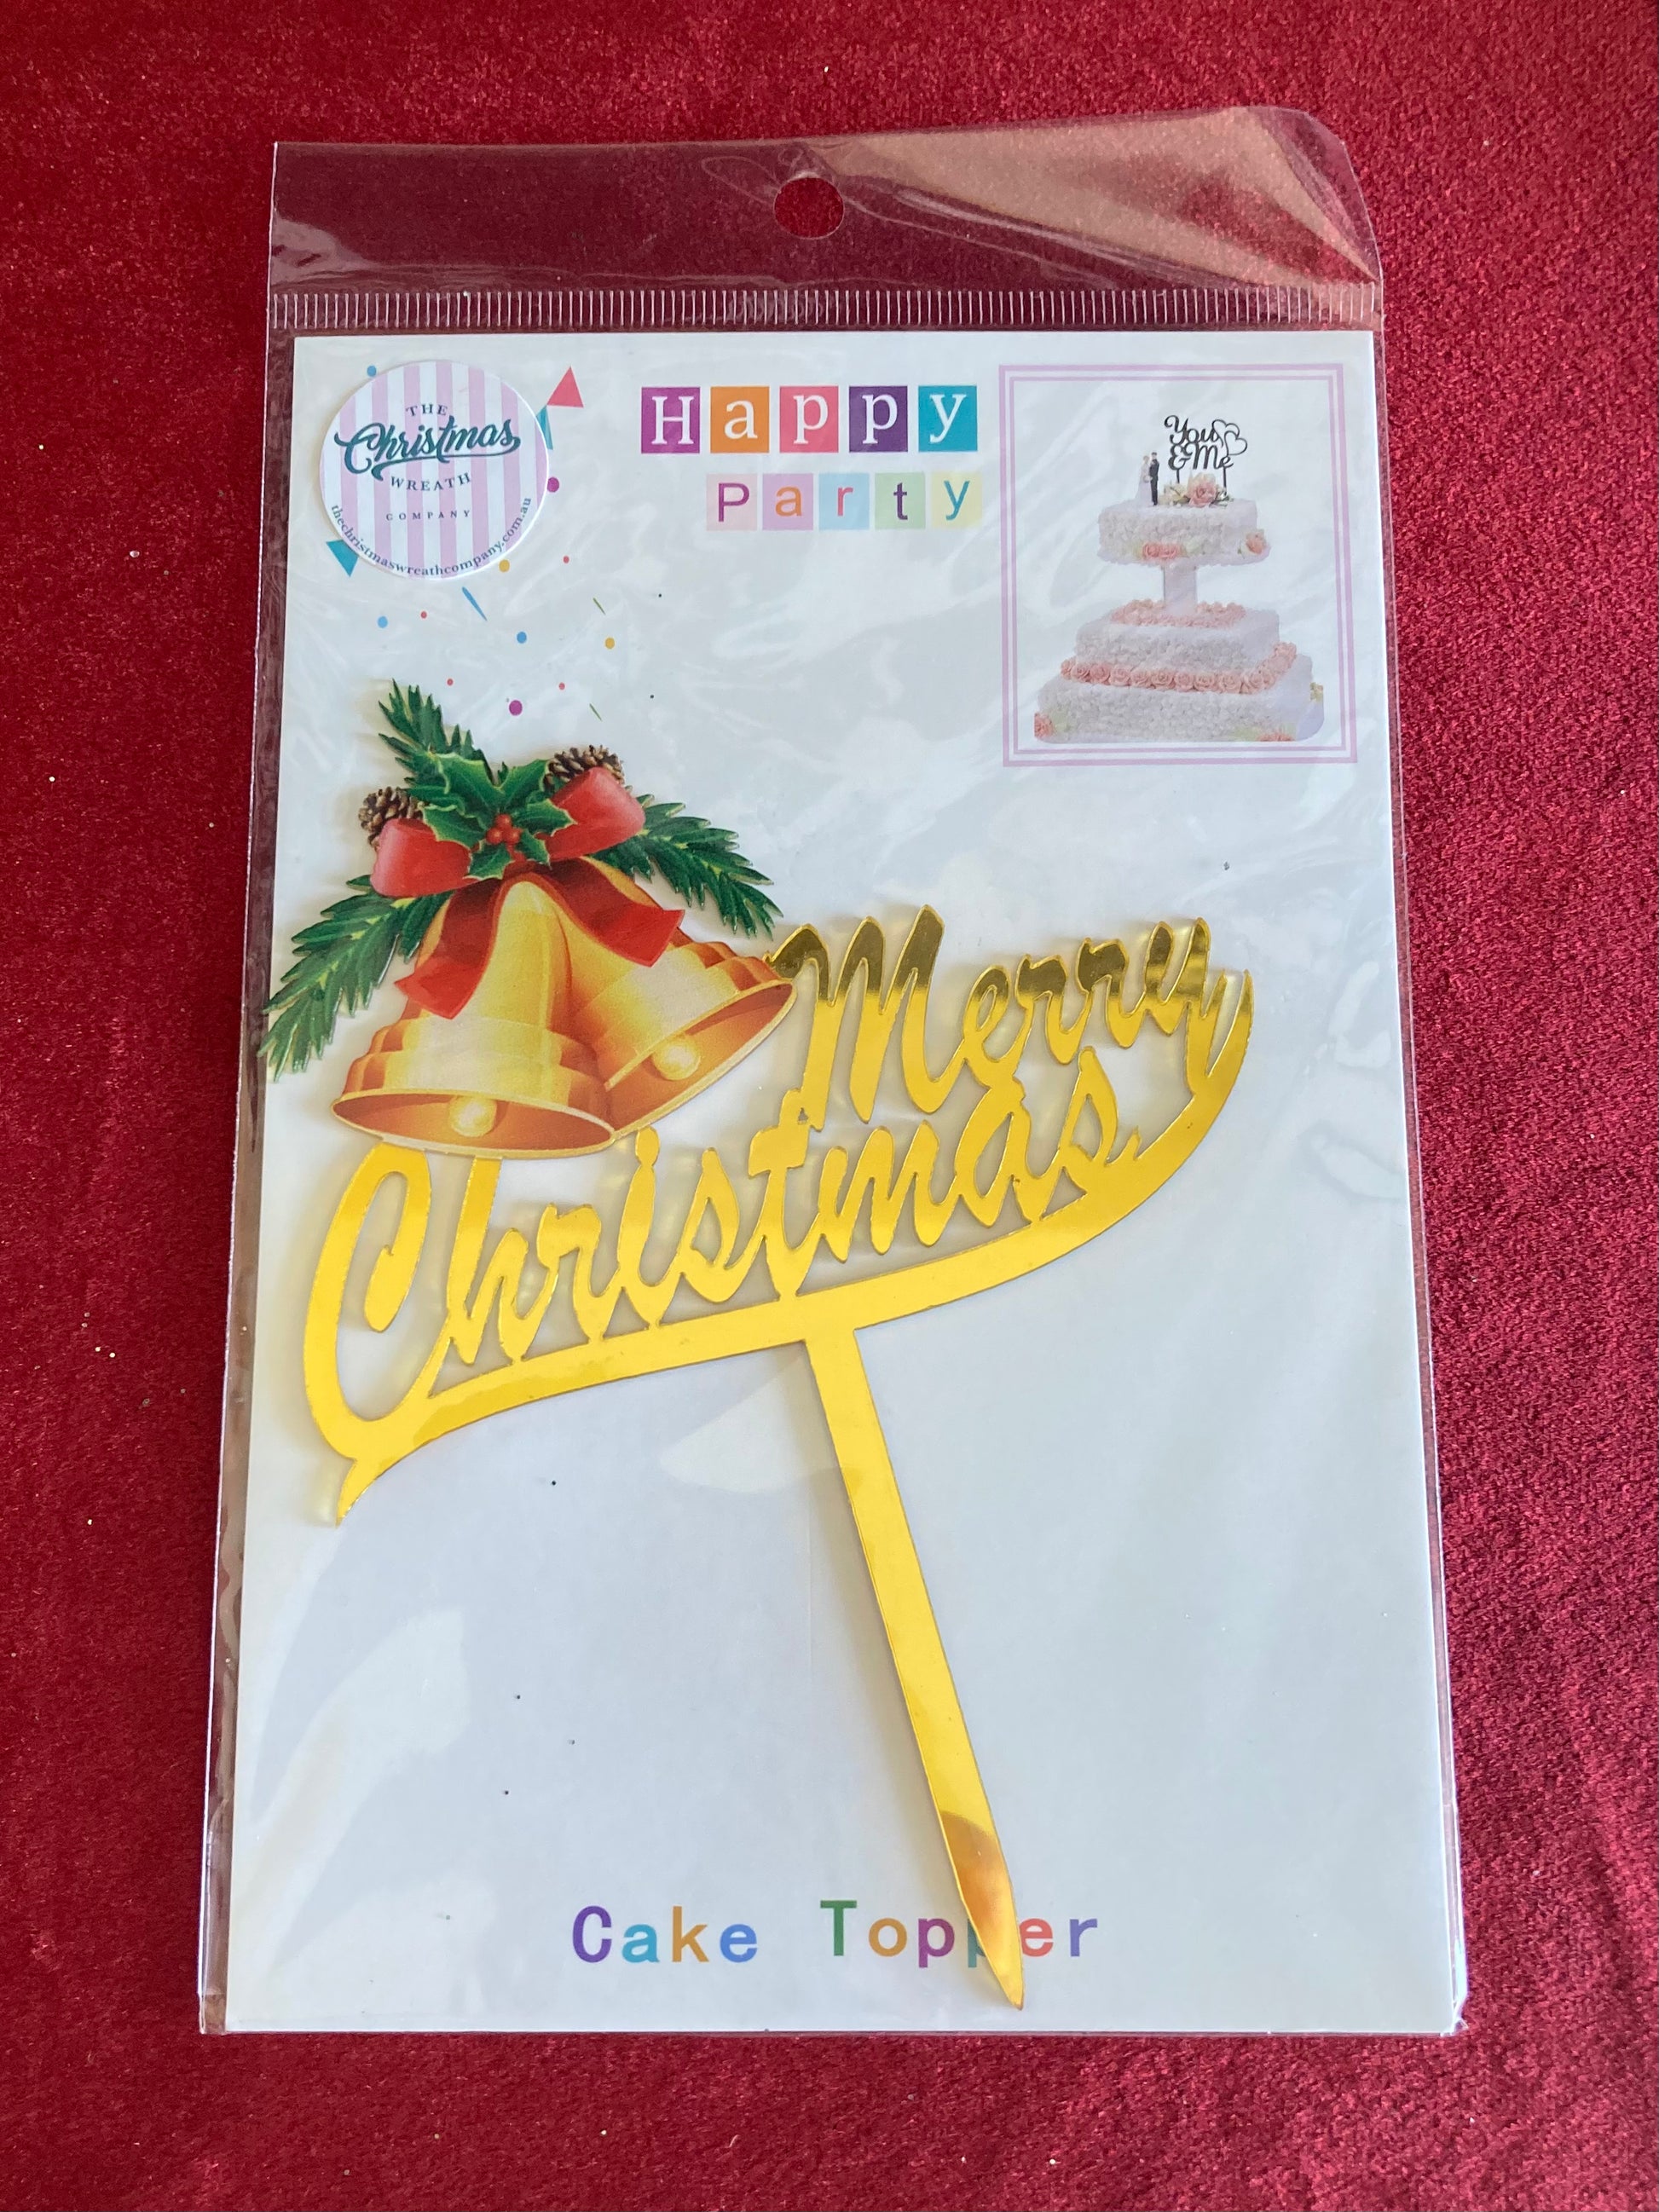 THE
Christmas
WREATH
COMPANY
thechristmaswreathcompany.com.au
Happy
Party
You
&Me
Merry
Christmas
Cake Topper